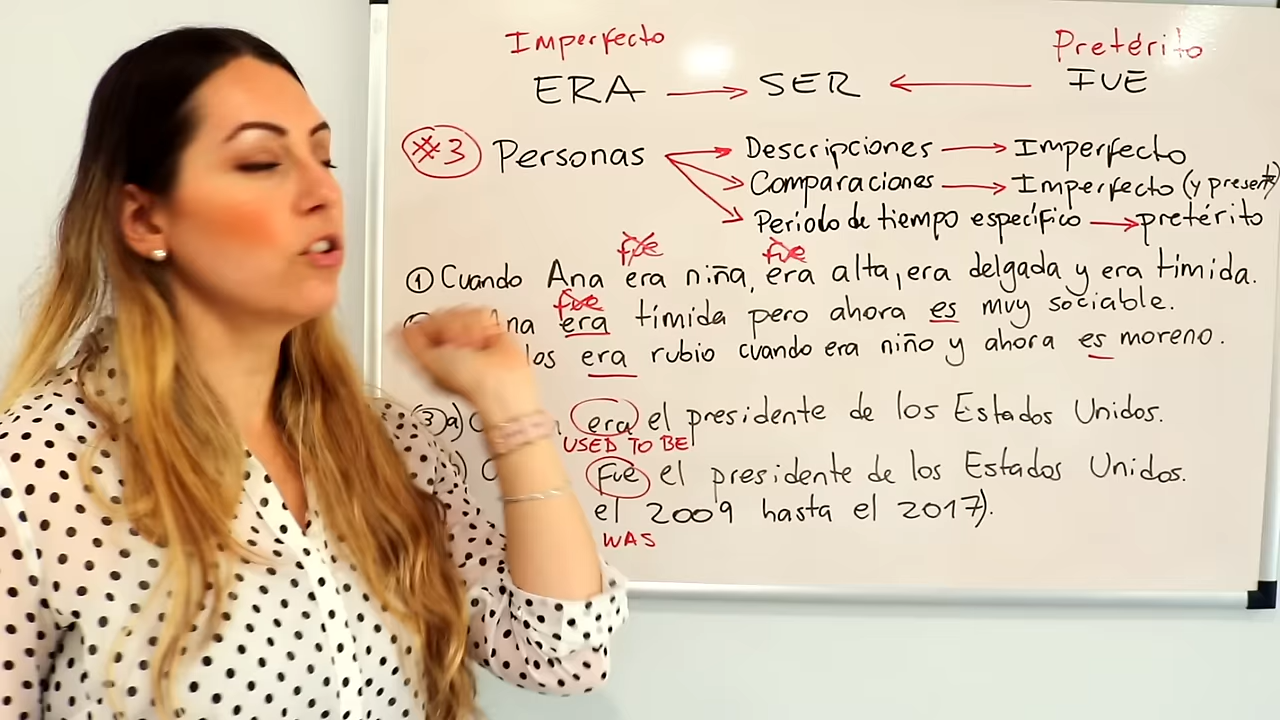 Imperfecto Pretérito
ERA → SER ← FUE
#3 Personas → Descripciones → Imperfecto
→ Comparaciones → Imperfecto (y presente)
→ Periodo de tiempo específico → pretérito
fue fue
① Cuando Ana era niña, era alta, era delgada y era tímida.
fue
Ana era tímida pero ahora es muy sociable.
los era rubio cuando era niño y ahora es moreno.
③a) era el presidente de los Estados Unidos.
USED TO BE
Fue el presidente de los Estados Unidos.
el 2009 hasta el 2017).
WAS